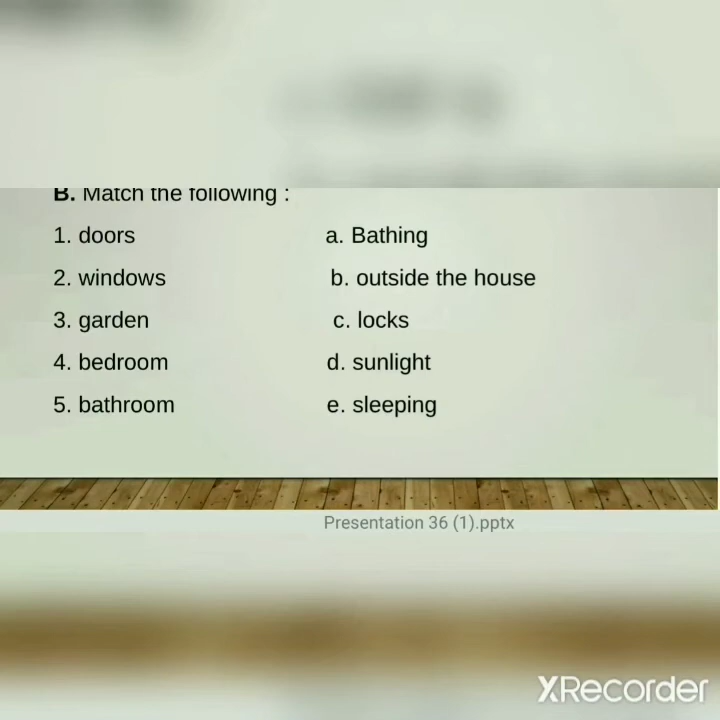 B. Match the following :
1. doors a. Bathing
2. windows b. outside the house
3. garden c. locks
4. bedroom d. sunlight
5. bathroom e. sleeping
Presentation 36 (1).pptx
XRecorder